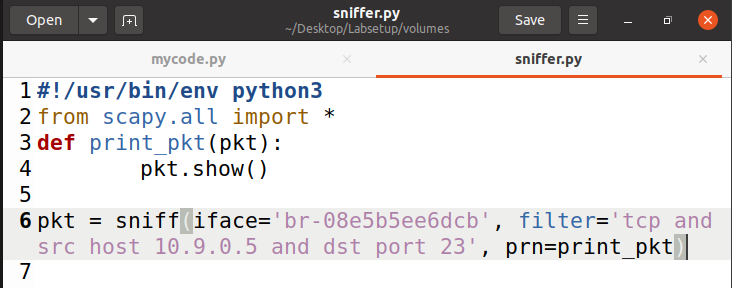 Open
sniffer.py
~/Desktop/Labsetup/volumes
Save
mycode.py
sniffer.py
1 #!/usr/bin/env python3
2 from scapy.all import *
3 def print_pkt(pkt):
4         pkt.show()
5
6 pkt = sniff(iface='br-08e5b5ee6dcb', filter='tcp and
src host 10.9.0.5 and dst port 23', prn=print_pkt)
7